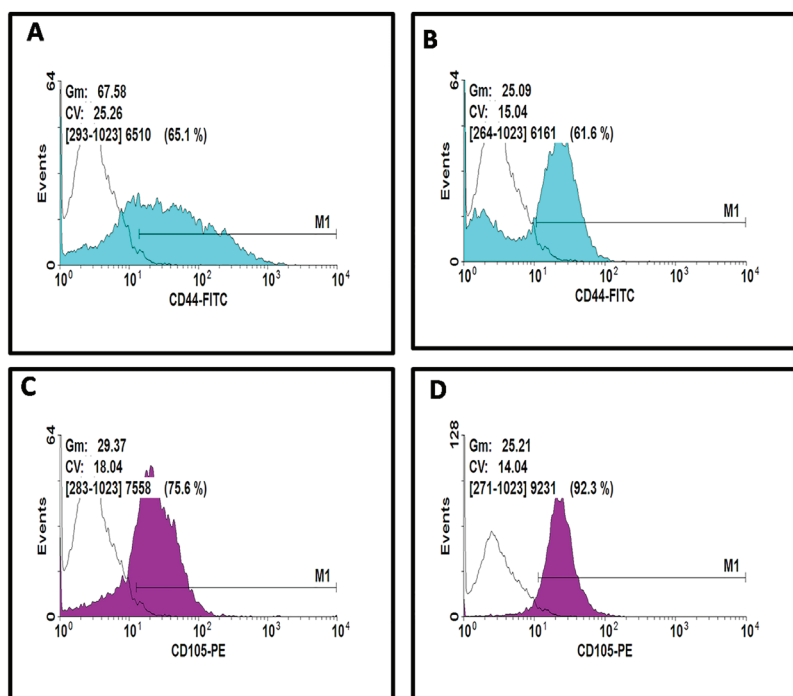 A
64
Gm: 67.58
CV: 25.26
[293-1023] 6510 (65.1 %)
Events
M1
0
10^0 10^1 10^2 10^3 10^4
CD44-FITC
B
64
Gm: 25.09
CV: 15.04
[264-1023] 6161 (61.6 %)
Events
M1
0
10^0 10^1 10^2 10^3 10^4
CD44-FITC
C
64
Gm: 29.37
CV: 18.04
[283-1023] 7558 (75.6 %)
Events
M1
0
10^0 10^1 10^2 10^3 10^4
CD105-PE
D
128
Gm: 25.21
CV: 14.04
[271-1023] 9231 (92.3 %)
Events
M1
0
10^0 10^1 10^2 10^3 10^4
CD105-PE